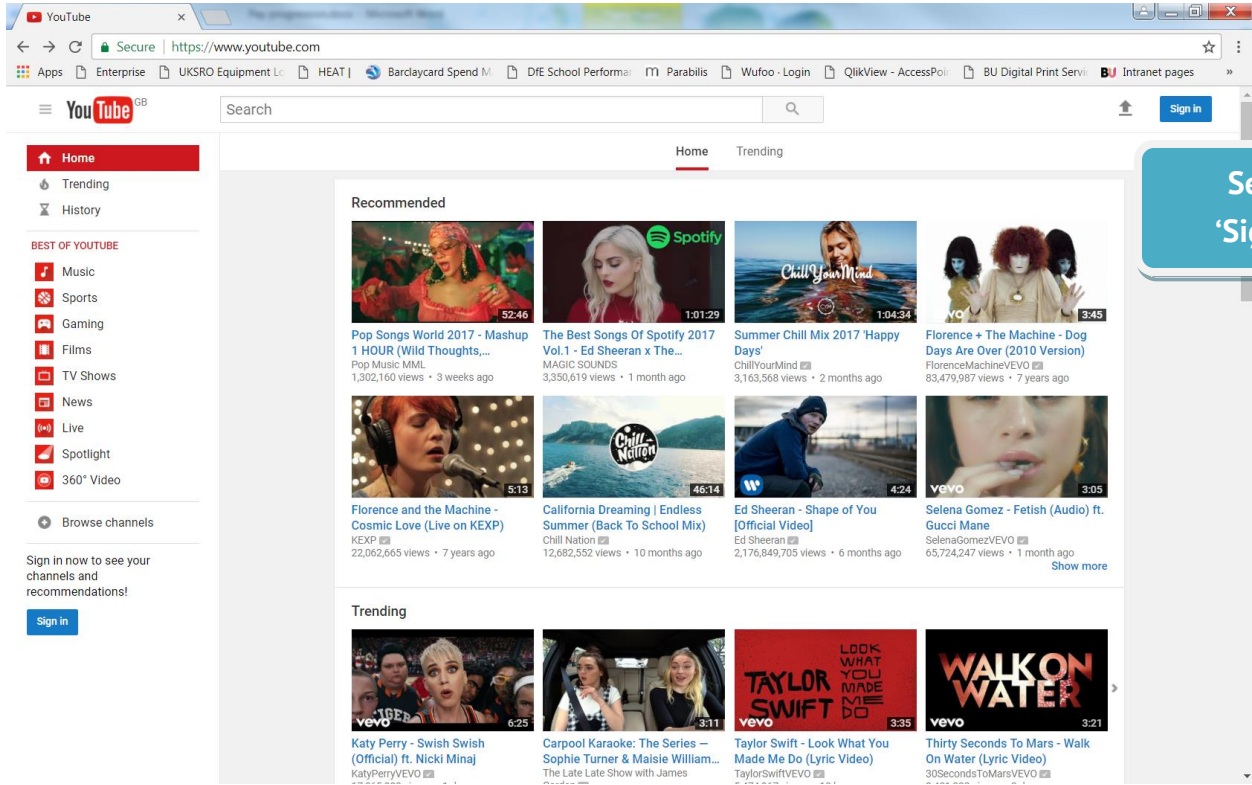 YouTube
Secure | https://www.youtube.com
Apps Enterprise UKSRO Equipment Lo HEAT | Barclaycard Spend M DfE School Performan Parabilis Wufoo · Login QlikView - AccessPoi BU Digital Print Servi BU Intranet pages »
YouTube GB
Search
Sign in
Home
Trending
History
BEST OF YOUTUBE
Music
Sports
Gaming
Films
TV Shows
News
Live
Spotlight
360° Video
Browse channels
Sign in now to see your
channels and
recommendations!
Sign in
Home Trending
Se
‘Sig
Recommended
52:46
Pop Songs World 2017 - Mashup
1 HOUR (Wild Thoughts,...
Pop Music MML
1,302,160 views • 3 weeks ago
Spotify
1:01:29
The Best Songs Of Spotify 2017
Vol.1 - Ed Sheeran x The...
MAGIC SOUNDS
3,350,619 views • 1 month ago
ChillYourMind
1:04:34
Summer Chill Mix 2017 'Happy
Days'
ChillYourMind
3,163,568 views • 2 months ago
vevo
3:45
Florence + The Machine - Dog
Days Are Over (2010 Version)
FlorenceMachineVEVO
83,479,987 views • 7 years ago
5:13
Florence and the Machine -
Cosmic Love (Live on KEXP)
KEXP
22,062,665 views • 7 years ago
Chill
Nation
46:14
California Dreaming | Endless
Summer (Back To School Mix)
Chill Nation
12,682,552 views • 10 months ago
4:24
Ed Sheeran - Shape of You
[Official Video]
Ed Sheeran
2,176,849,705 views • 6 months ago
vevo
3:05
Selena Gomez - Fetish (Audio) ft.
Gucci Mane
SelenaGomezVEVO
65,724,247 views • 1 month ago
Show more
Trending
vevo
6:25
Katy Perry - Swish Swish
(Official) ft. Nicki Minaj
KatyPerryVEVO
3:11
Carpool Karaoke: The Series —
Sophie Turner & Maisie William...
The Late Late Show with James
TAYLOR
SWIFT
LOOK
WHAT
YOU
MADE
ME
DO
vevo
3:35
Taylor Swift - Look What You
Made Me Do (Lyric Video)
TaylorSwiftVEVO
WALK ON
WATER
vevo
3:21
Thirty Seconds To Mars - Walk
On Water (Lyric Video)
30SecondsToMarsVEVO